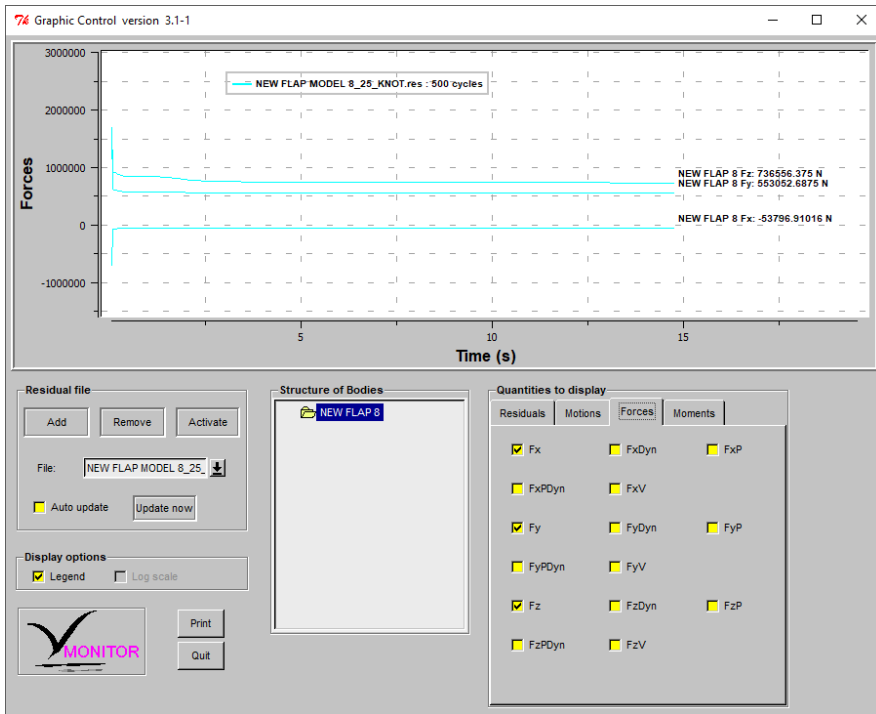 Graphic Control version 3.1-1
3000000
2000000
1000000
0
-1000000
Forces
NEW FLAP MODEL 8_25_KNOT.res : 500 cycles
NEW FLAP 8 Fz: 736556.375 N
NEW FLAP 8 Fy: 553052.6875 N
NEW FLAP 8 Fx: -53796.91016 N
5 10 15
Time (s)
Residual file
Add Remove Activate
File: NEW FLAP MODEL 8_25_
Auto update Update now
Display options
Legend Log scale
MONITOR
Print
Quit
Structure of Bodies
NEW FLAP 8
Quantities to display
Residuals Motions Forces Moments
Fx FxDyn FxP
FxPDyn FxV
Fy FyDyn FyP
FyPDyn FyV
Fz FzDyn FzP
FzPDyn FzV